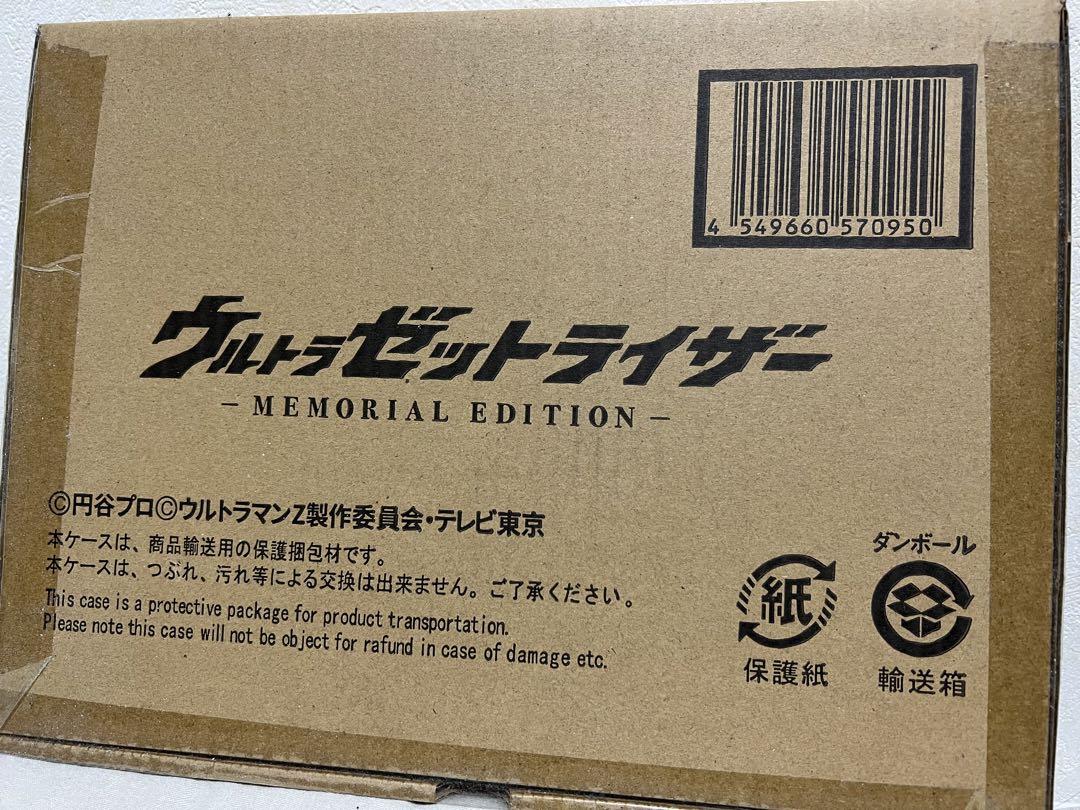 4 549660 570950
ウルトラゼットライザー
－MEMORIAL EDITION－
©円谷プロ©ウルトラマンZ製作委員会・テレビ東京
本ケースは、商品輸送用の保護梱包材です。
本ケースは、つぶれ、汚れ等による交換は出来ません。ご了承ください。
This case is a protective package for product transportation.
Please note this case will not be object for rafund in case of damage etc.
紙
保護紙
ダンボール
輸送箱